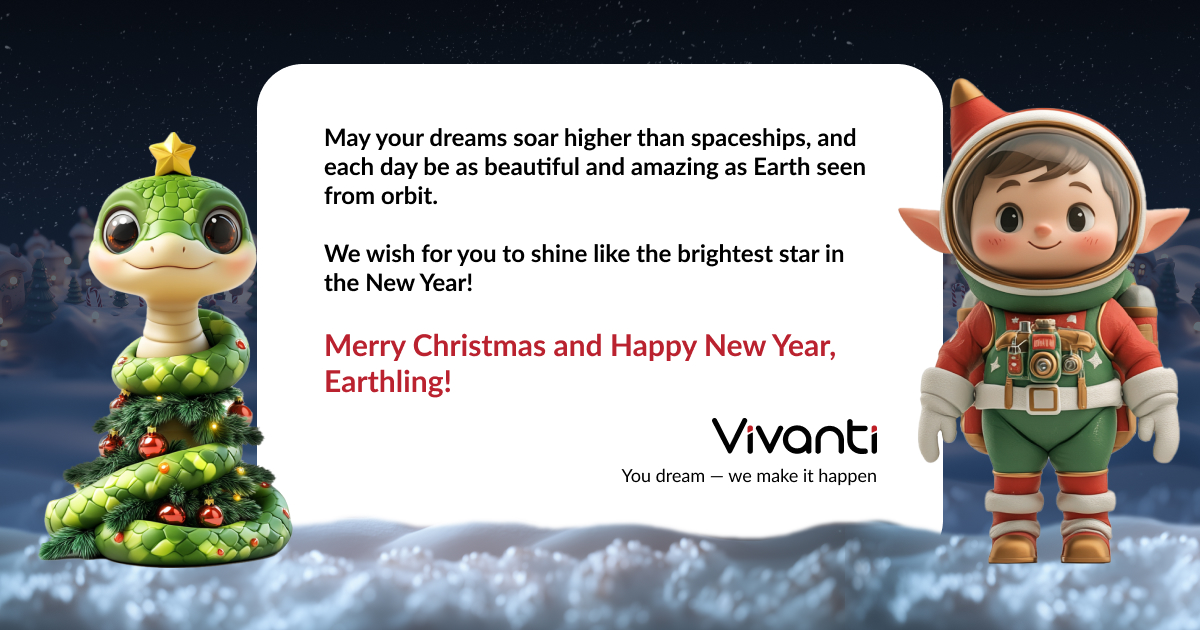 May your dreams soar higher than spaceships, and
each day be as beautiful and amazing as Earth seen
from orbit.
We wish for you to shine like the brightest star in
the New Year!
Merry Christmas and Happy New Year,
Earthling!
Vivanti
You dream — we make it happen